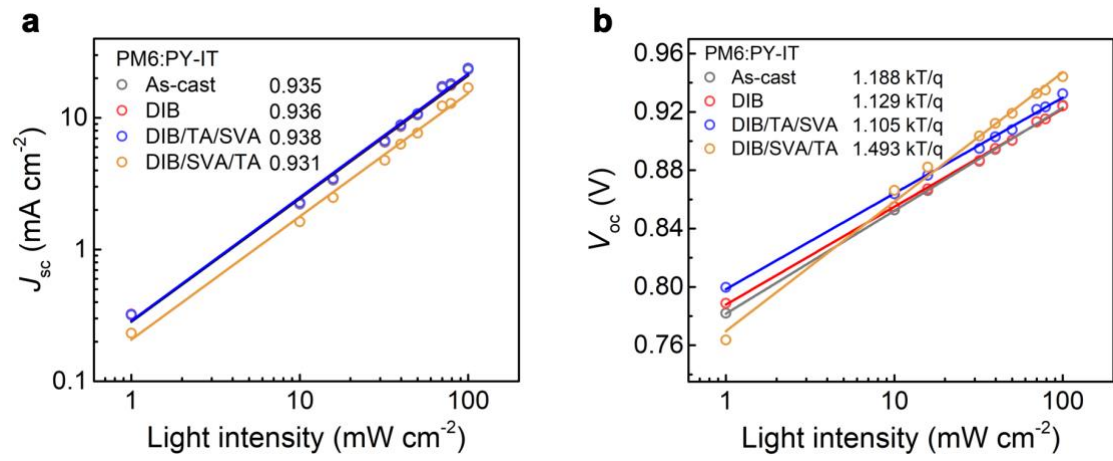 a
PM6:PY-IT
As-cast 0.935
DIB 0.936
DIB/TA/SVA 0.938
DIB/SVA/TA 0.931
10
1
0.1
J_sc (mA cm⁻²)
1 10 100
Light intensity (mW cm⁻²)
b
PM6:PY-IT
As-cast 1.188 kT/q
DIB 1.129 kT/q
DIB/TA/SVA 1.105 kT/q
DIB/SVA/TA 1.493 kT/q
0.96
0.92
0.88
0.84
0.80
0.76
V_oc (V)
1 10 100
Light intensity (mW cm⁻²)